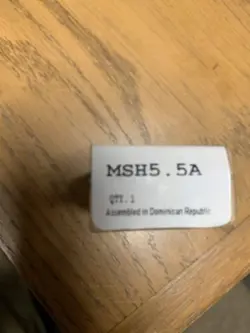 MSH5.5A
QTY.1
Assembled in Dominican Republic